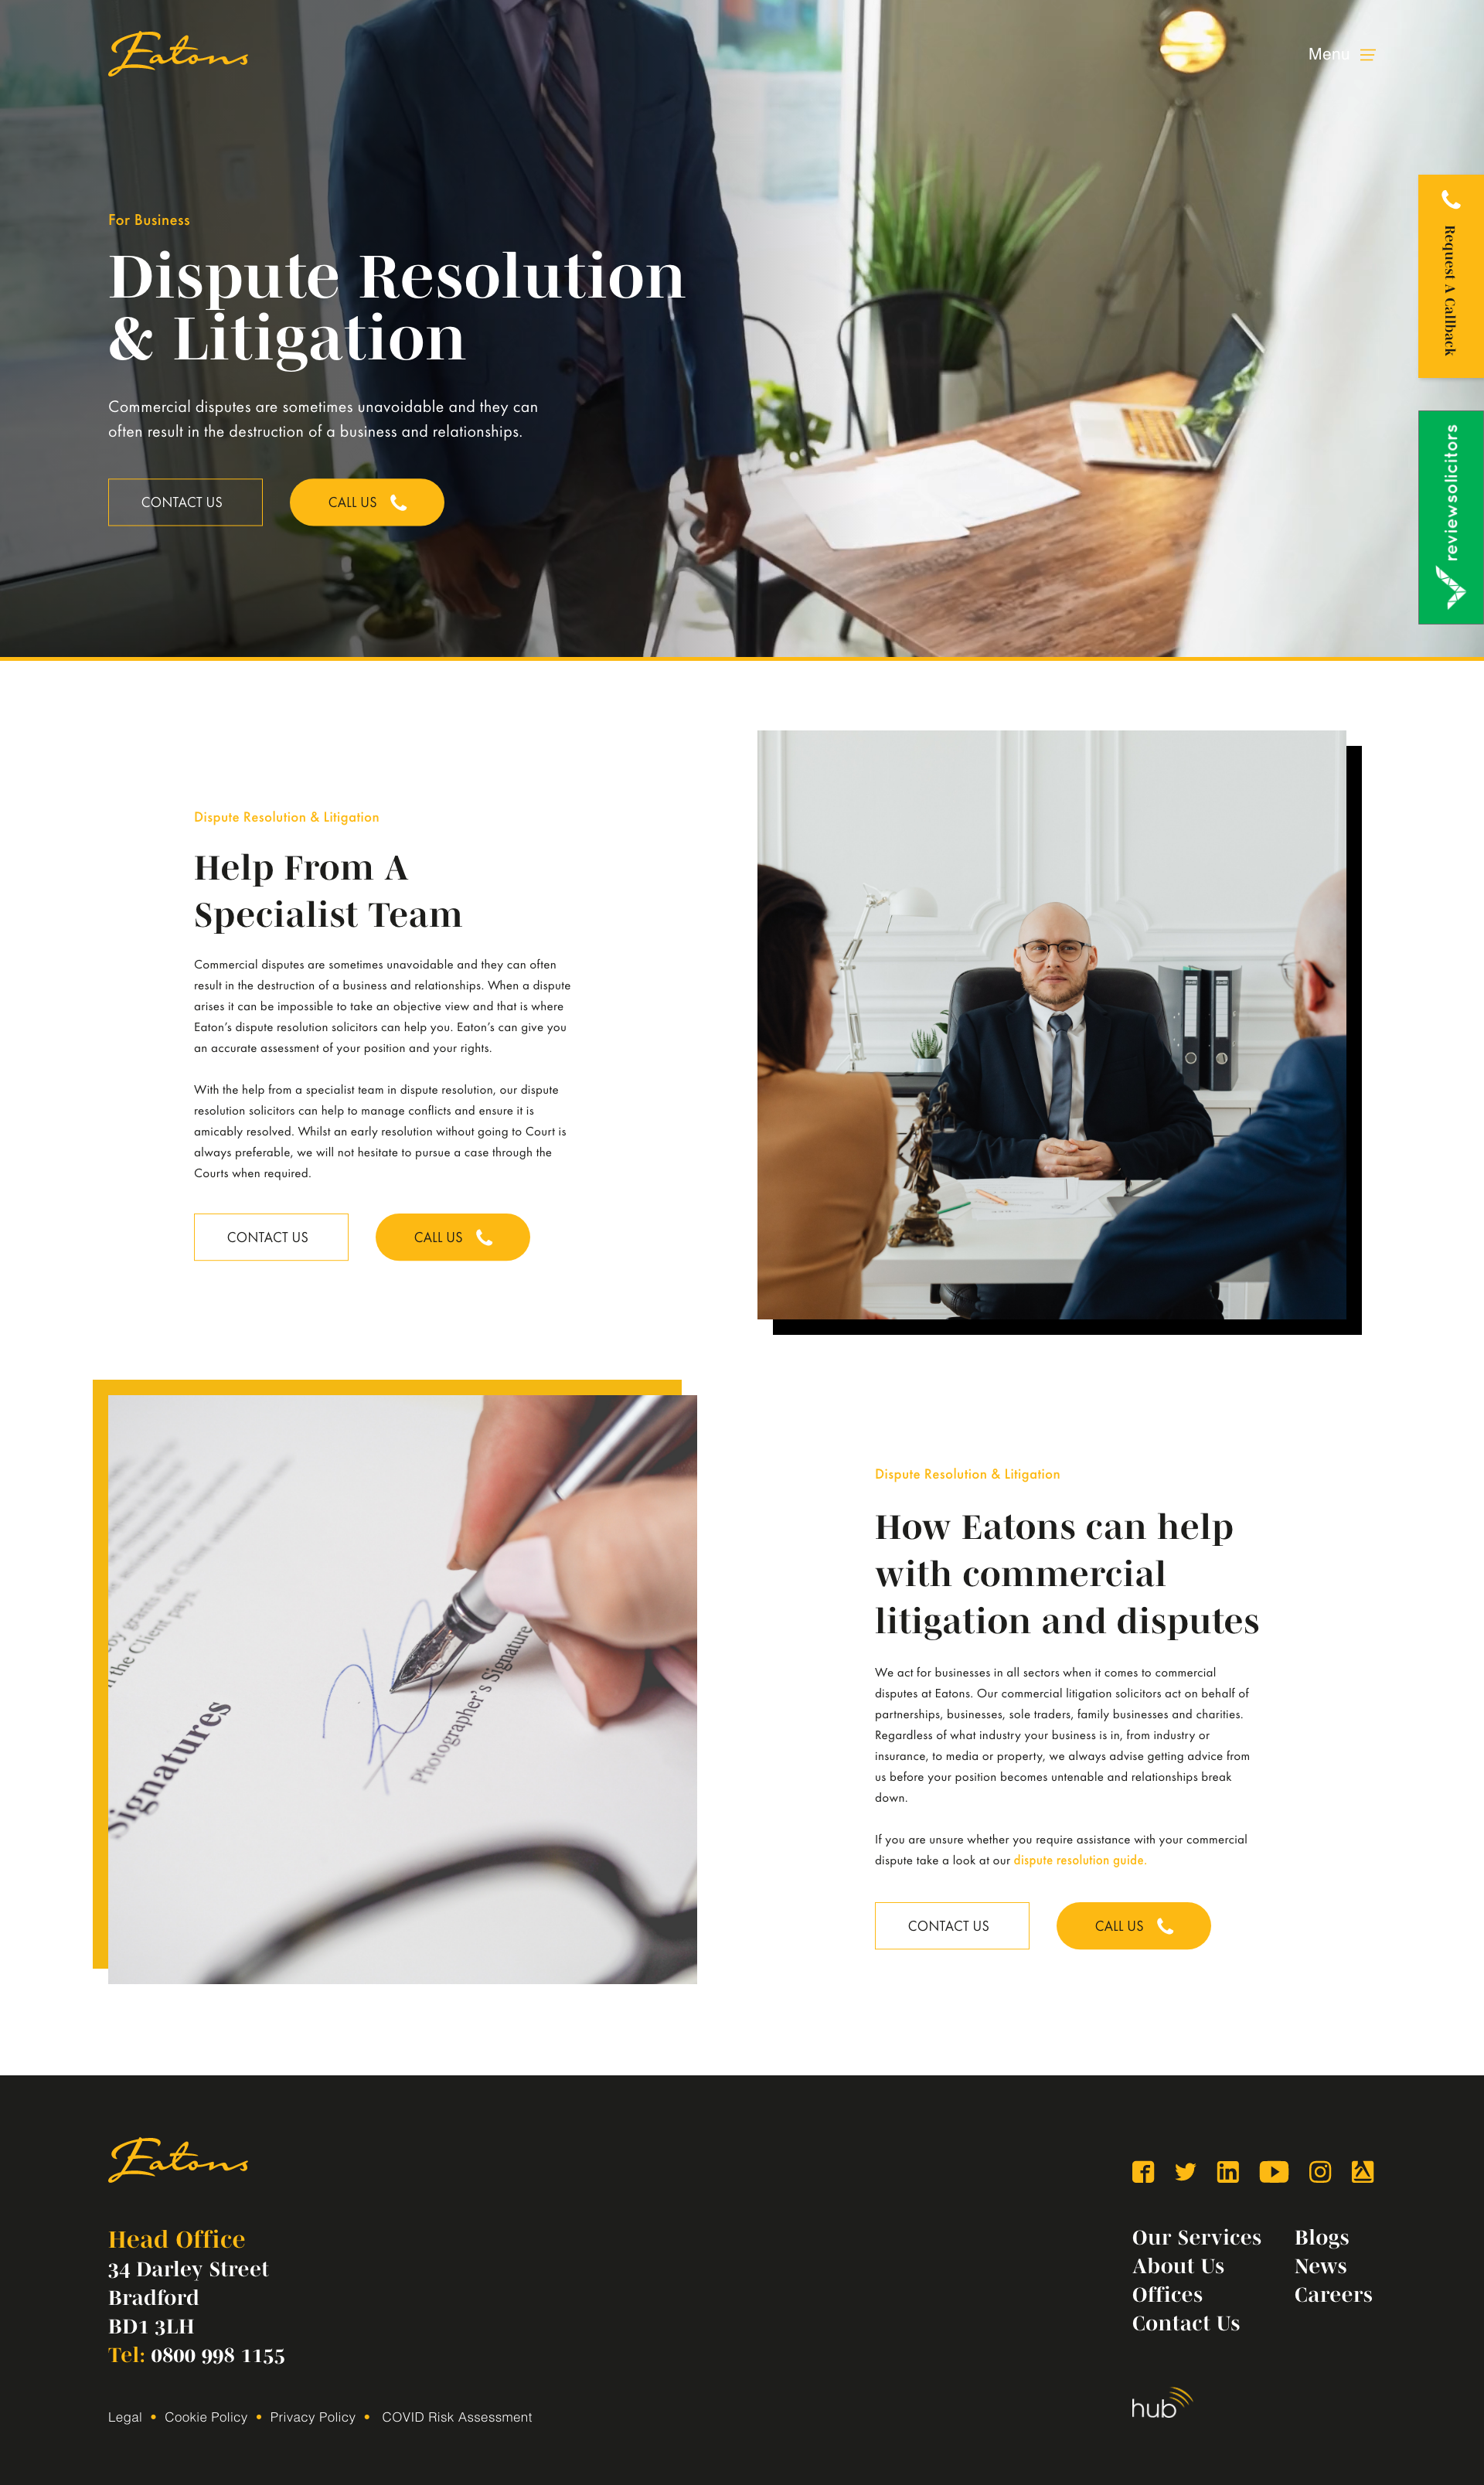 Eatons
Menu
For Business
Dispute Resolution
& Litigation
Commercial disputes are sometimes unavoidable and they can
often result in the destruction of a business and relationships.
CONTACT US
CALL US
Request A Callback
reviewsolicitors
Dispute Resolution & Litigation
Help From A
Specialist Team
Commercial disputes are sometimes unavoidable and they can often
result in the destruction of a business and relationships. When a dispute
arises it can be impossible to take an objective view and that is where
Eaton’s dispute resolution solicitors can help you. Eaton’s can give you
an accurate assessment of your position and your rights.
With the help from a specialist team in dispute resolution, our dispute
resolution solicitors can help to manage conflicts and ensure it is
amicably resolved. Whilst an early resolution without going to Court is
always preferable, we will not hesitate to pursue a case through the
Courts when required.
CONTACT US
CALL US
grants the Client
the Client pays.
Signatures
Photographer's Signature
Dispute Resolution & Litigation
How Eatons can help
with commercial
litigation and disputes
We act for businesses in all sectors when it comes to commercial
disputes at Eatons. Our commercial litigation solicitors act on behalf of
partnerships, businesses, sole traders, family businesses and charities.
Regardless of what industry your business is in, from industry or
insurance, to media or property, we always advise getting advice from
us before your position becomes untenable and relationships break
down.
If you are unsure whether you require assistance with your commercial
dispute take a look at our dispute resolution guide.
CONTACT US
CALL US
Eatons
Head Office
34 Darley Street
Bradford
BD1 3LH
Tel: 0800 998 1155
Our Services
About Us
Offices
Contact Us
Blogs
News
Careers
Legal • Cookie Policy • Privacy Policy • COVID Risk Assessment
hub